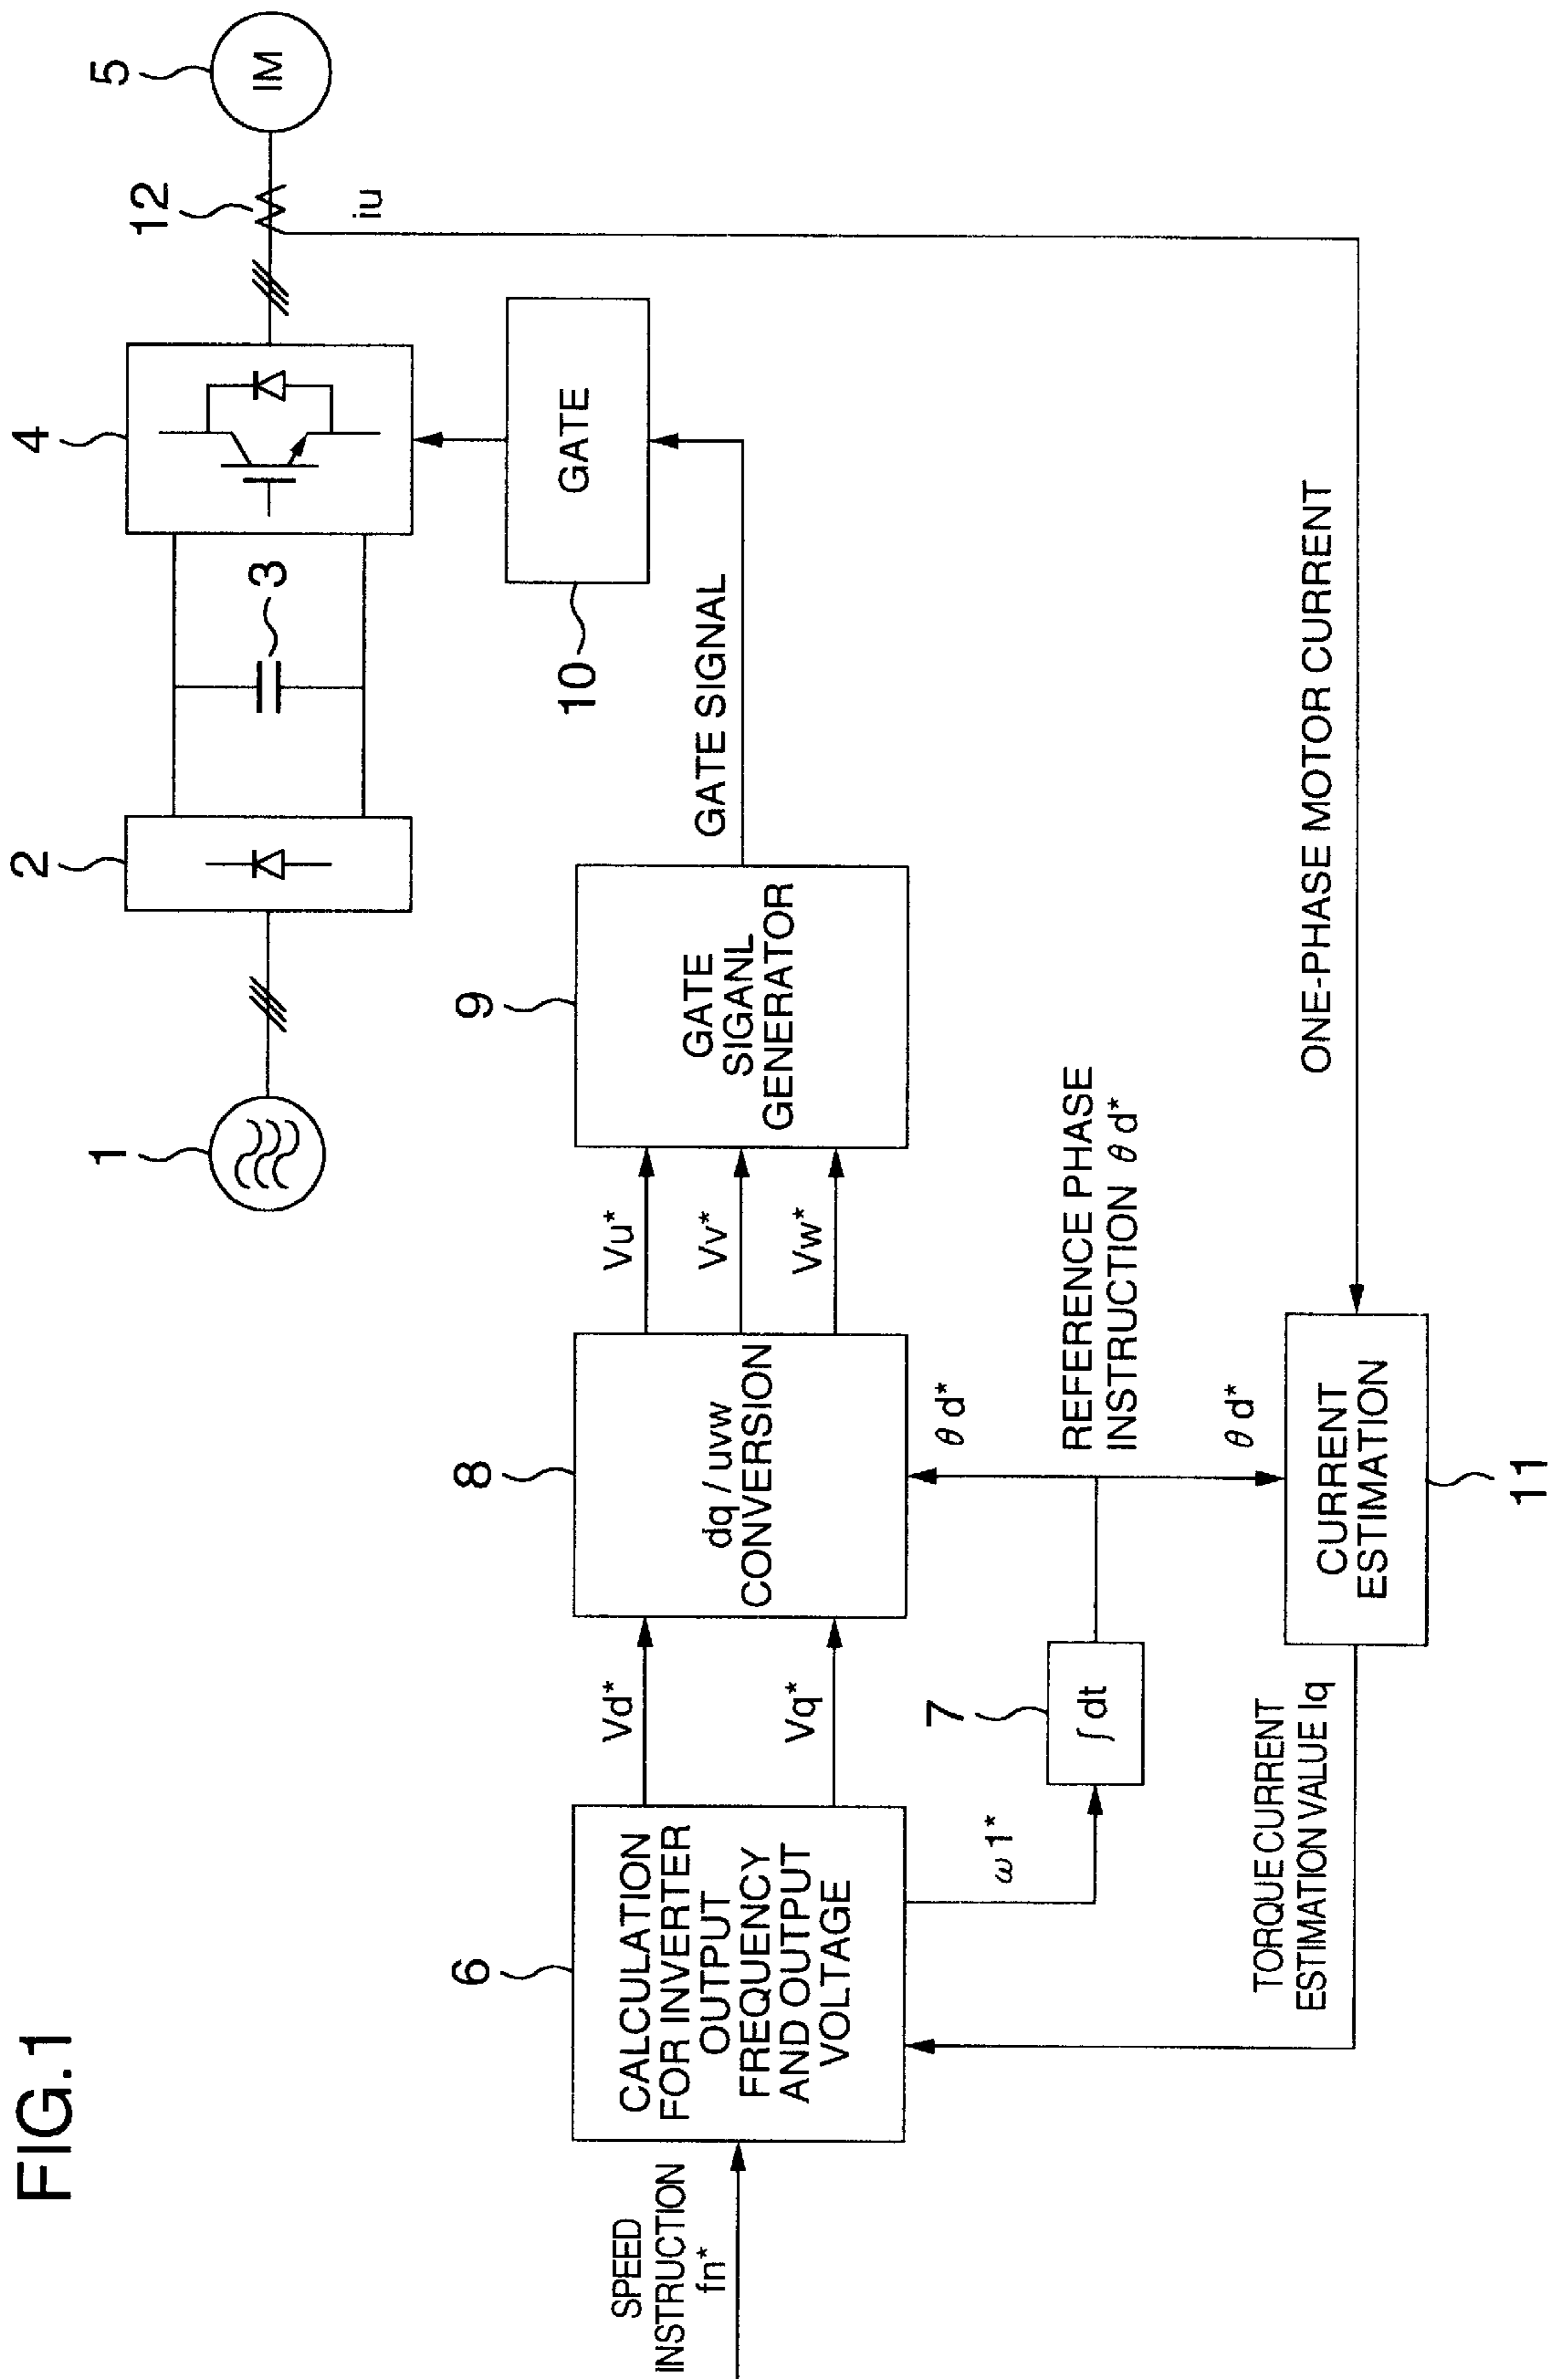 FIG.1
1
2
3
4
5
IM
12
iu
GATE
10
GATE SIGNAL
9
GATE
SIGANL
GENERATOR
Vu*
Vv*
Vw*
8
dq / uvw
CONVERSION
Vd*
Vq*
6
CALCULATION
FOR INVERTER
OUTPUT
FREQUENCY
AND OUTPUT
VOLTAGE
SPEED
INSTRUCTION
fn*
ω1*
7
∫dt
θd*
REFERENCE PHASE
INSTRUCTION θd*
θd*
ONE-PHASE MOTOR CURRENT
CURRENT
ESTIMATION
11
TORQUE CURRENT
ESTIMATION VALUE Iq